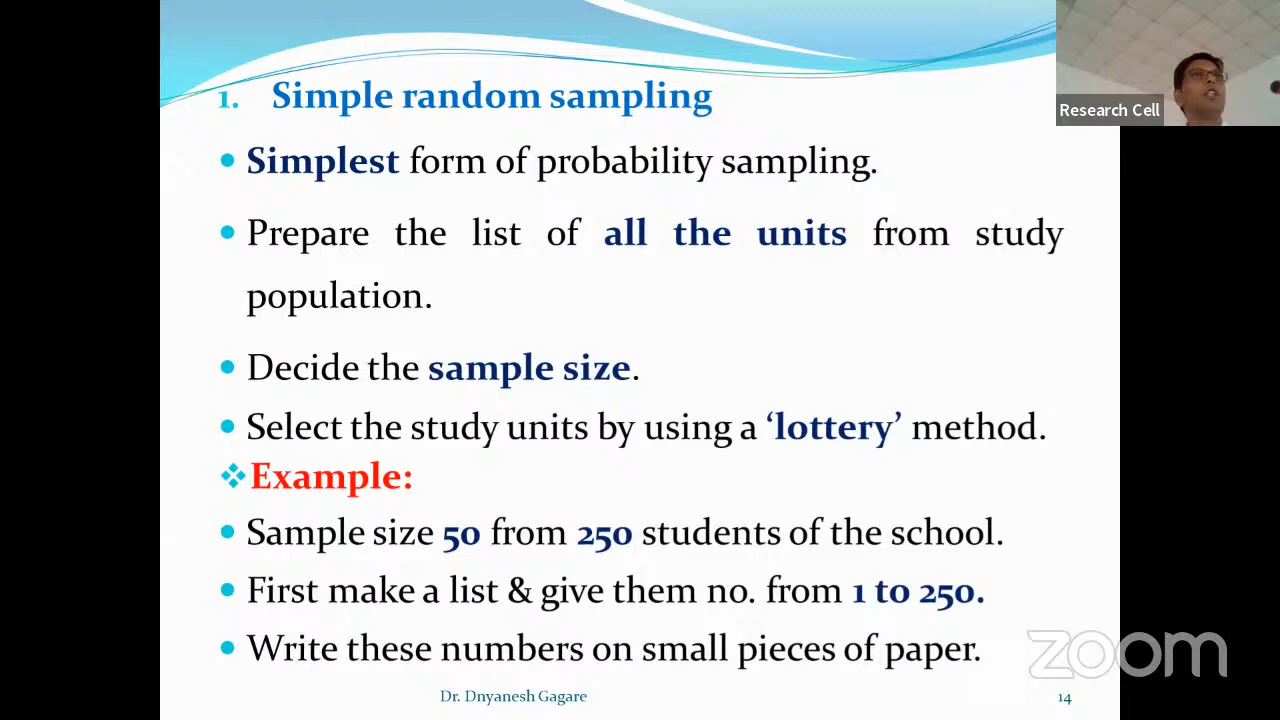 1. Simple random sampling
Research Cell
• Simplest form of probability sampling.
• Prepare the list of all the units from study
population.
• Decide the sample size.
• Select the study units by using a ‘lottery’ method.
❖Example:
• Sample size 50 from 250 students of the school.
• First make a list & give them no. from 1 to 250.
• Write these numbers on small pieces of paper.
zoom
Dr. Dnyanesh Gagare
14